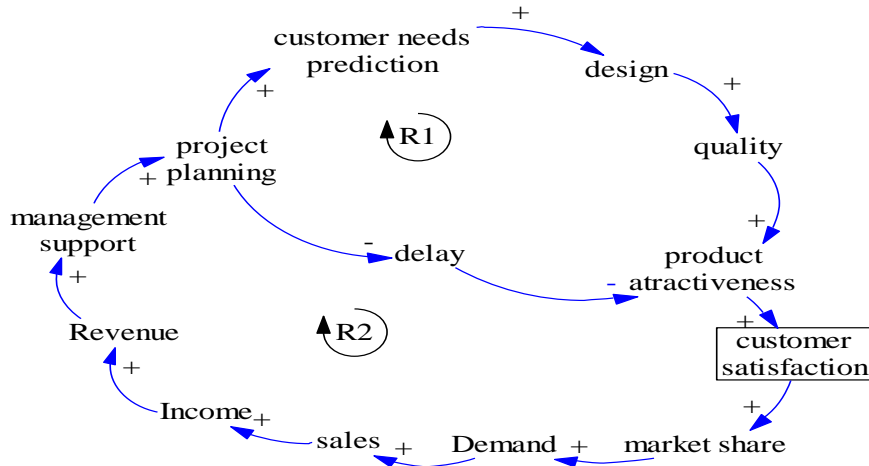 +
customer needs
prediction
design
+
+
R1
project
planning
+
quality
management
support
+
-
delay
+
product
atractiveness
-
+
Revenue
R2
+
customer
satisfaction
+
Income
+
sales
+
Demand
+
market share
+